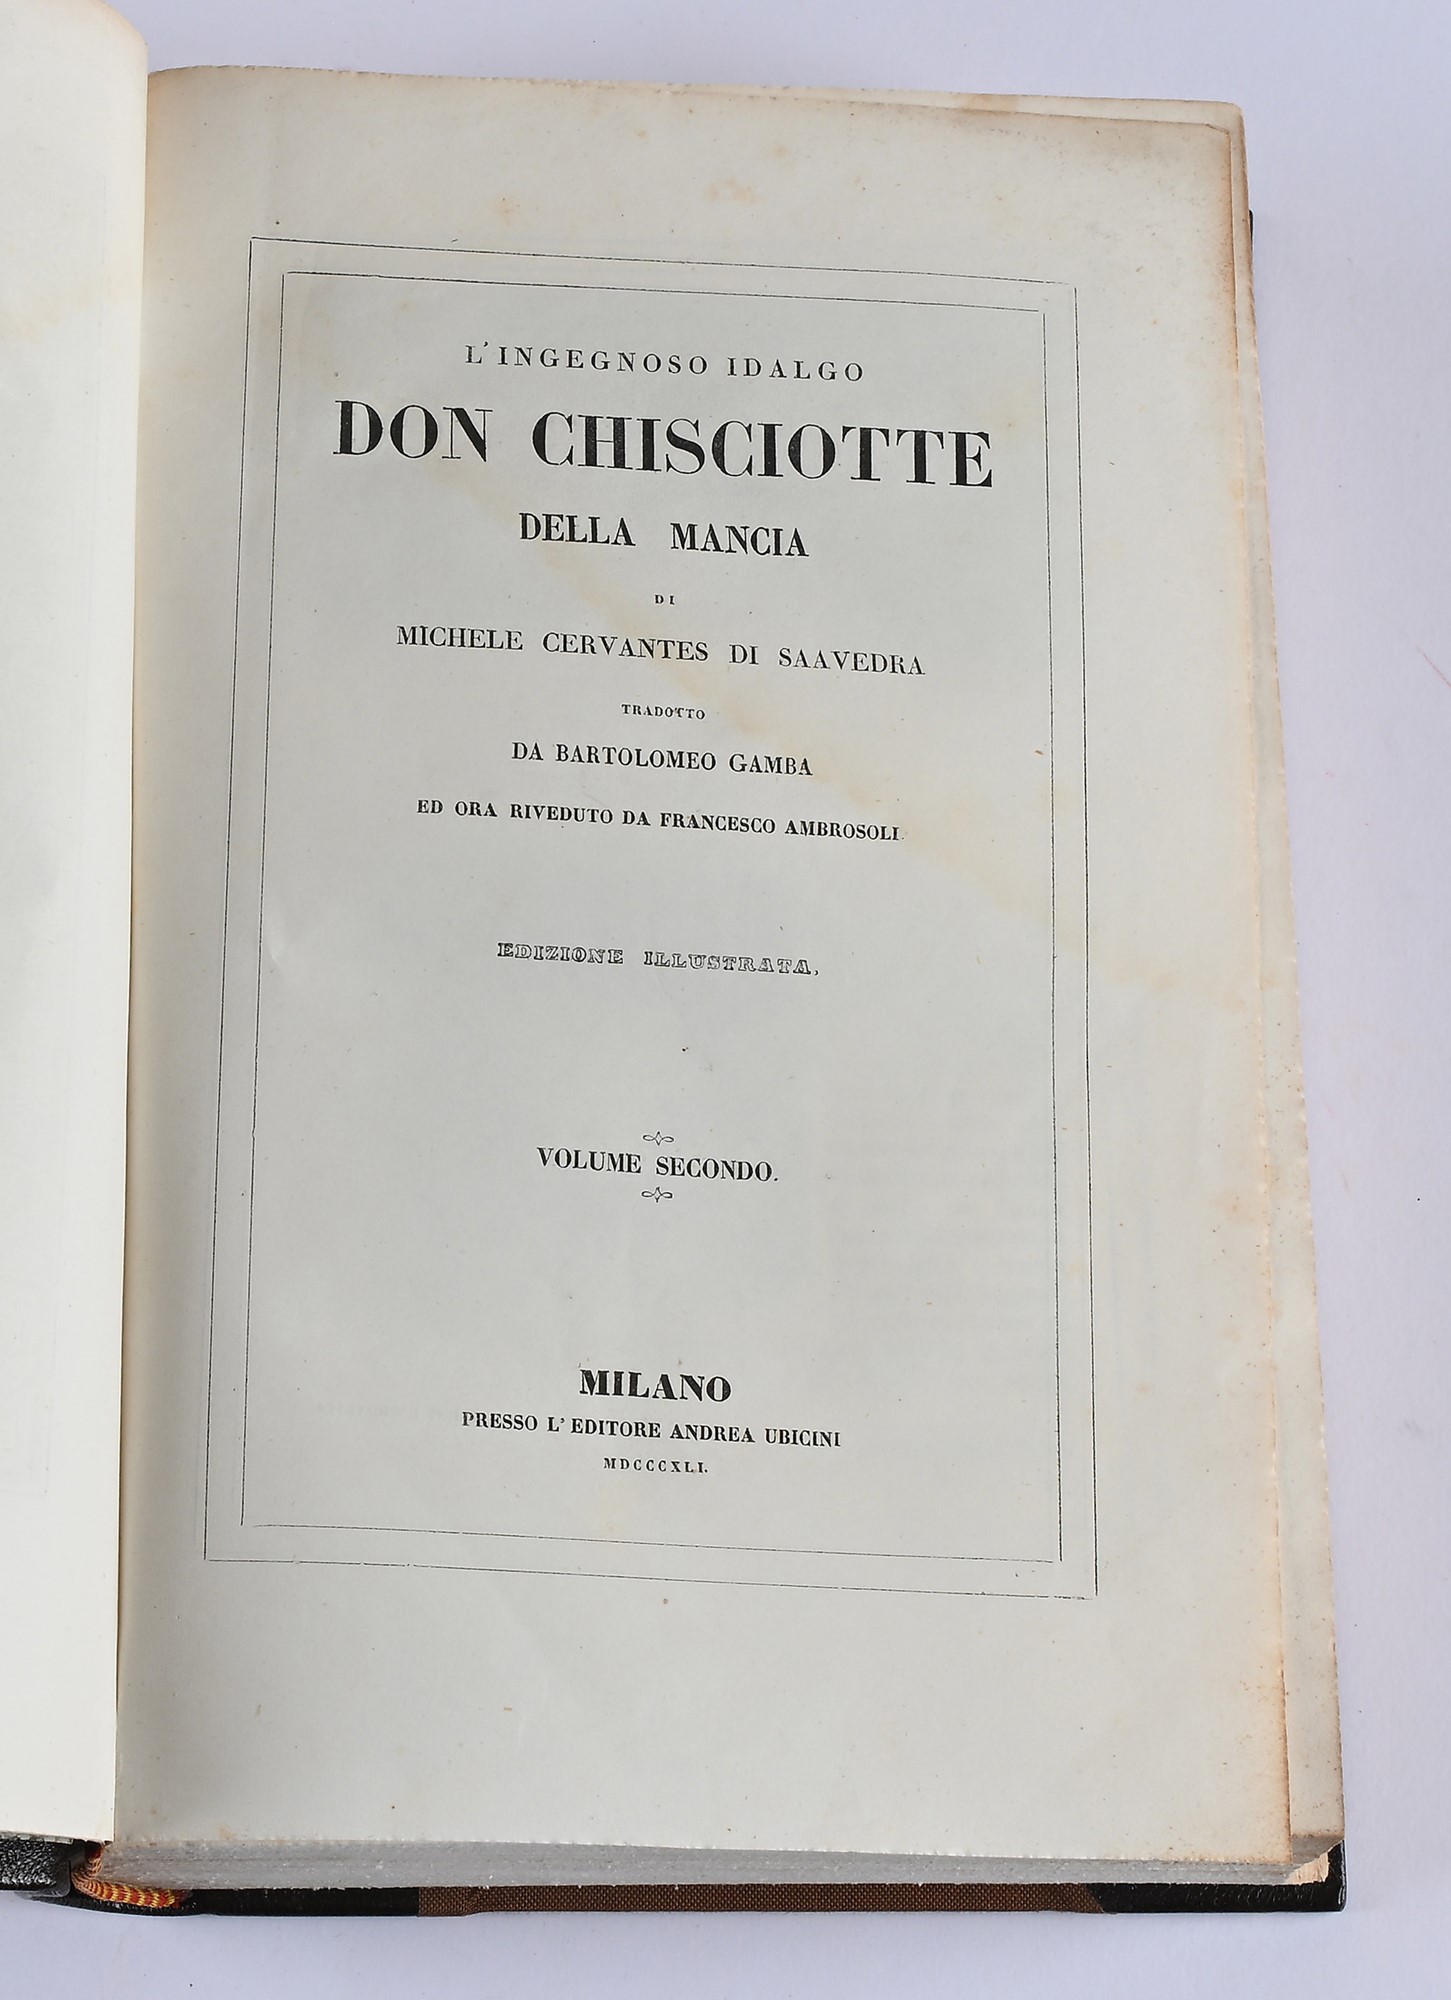 L'INGEGNOSO IDALGO
DON CHISCIOTTE
DELLA MANCIA
DI
MICHELE CERVANTES DI SAAVEDRA
TRADOTTO
DA BARTOLOMEO GAMBA
ED ORA RIVEDUTO DA FRANCESCO AMBROSOLI.
EDIZIONE ILLUSTRATA,
VOLUME SECONDO.
MILANO
PRESSO L' EDITORE ANDREA UBICINI
MDCCCXLI.